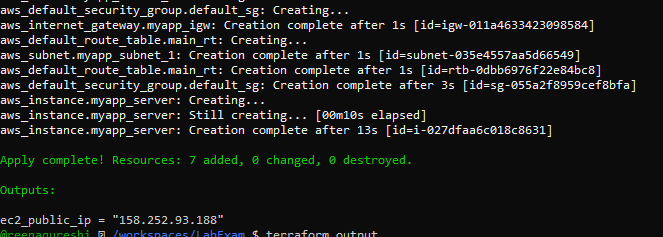 aws_default_security_group.default_sg: Creating...
aws_internet_gateway.myapp_igw: Creation complete after 1s [id=igw-011a4633423098584]
aws_default_route_table.main_rt: Creating...
aws_subnet.myapp_subnet_1: Creation complete after 1s [id=subnet-035e4557aa5d66549]
aws_default_route_table.main_rt: Creation complete after 1s [id=rtb-0dbb6976f22e84bc8]
aws_default_security_group.default_sg: Creation complete after 3s [id=sg-055a2f8959cef8bfa]
aws_instance.myapp_server: Creating...
aws_instance.myapp_server: Still creating... [00m10s elapsed]
aws_instance.myapp_server: Creation complete after 13s [id=i-027dfaa6c018c8631]
Apply complete! Resources: 7 added, 0 changed, 0 destroyed.
Outputs:
ec2_public_ip = "158.252.93.188"
@reenaqureshi /workspaces/LabExam $ terraform output